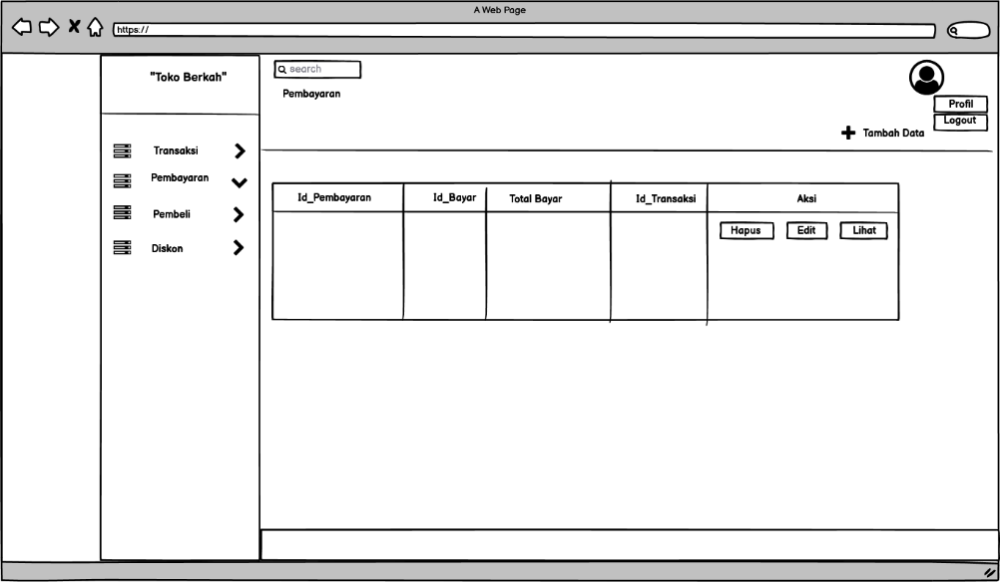 A Web Page
https://
"Toko Berkah"
Transaksi
Pembayaran
Pembeli
Diskon
search
Pembayaran
Profil
Logout
Tambah Data
Id_Pembayaran Id_Bayar Total Bayar Id_Transaksi Aksi
Hapus Edit Lihat